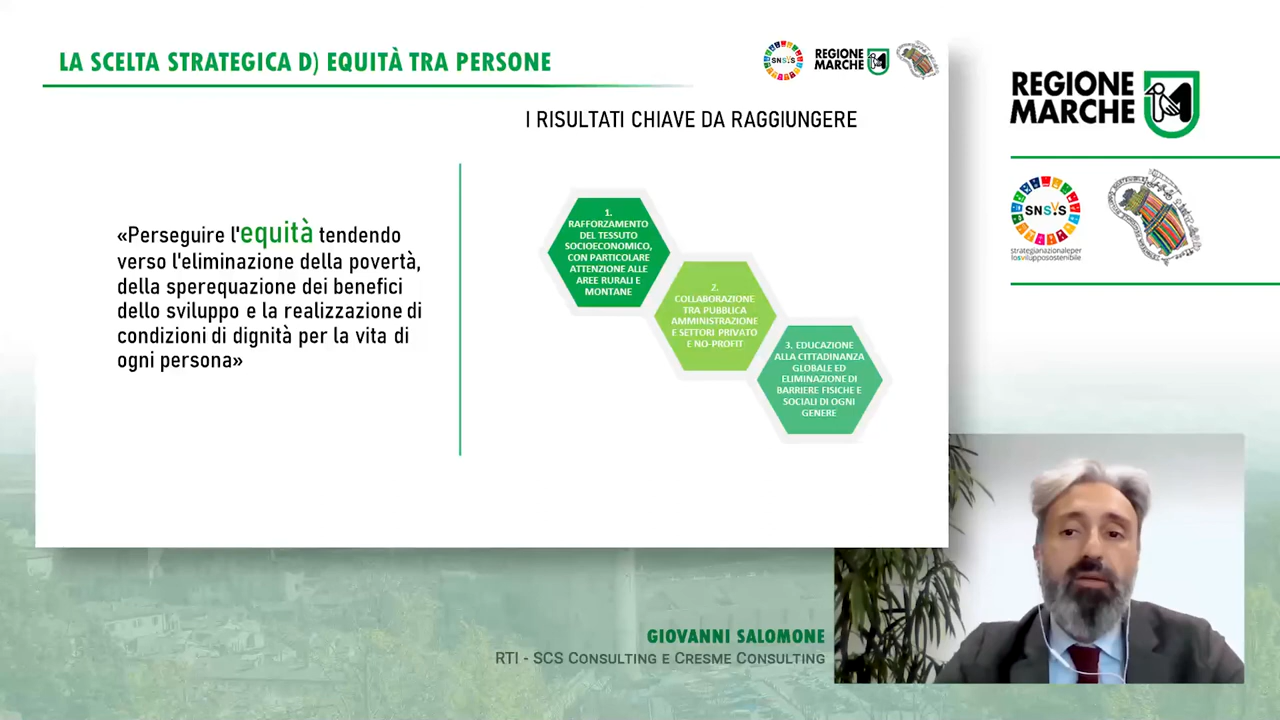 LA SCELTA STRATEGICA D) EQUITÀ TRA PERSONE
SNSVS
REGIONE
MARCHE
I RISULTATI CHIAVE DA RAGGIUNGERE
«Perseguire l'equità tendendo
verso l'eliminazione della povertà,
della sperequazione dei benefici
dello sviluppo e la realizzazione di
condizioni di dignità per la vita di
ogni persona»
1.
RAFFORZAMENTO
DEL TESSUTO
SOCIOECONOMICO,
CON PARTICOLARE
ATTENZIONE ALLE
AREE RURALI E
MONTANE
2.
COLLABORAZIONE
TRA PUBBLICA
AMMINISTRAZIONE
E SETTORI PRIVATO
E NO-PROFIT
3. EDUCAZIONE
ALLA CITTADINANZA
GLOBALE ED
ELIMINAZIONE DI
BARRIERE FISICHE E
SOCIALI DI OGNI
GENERE
REGIONE
MARCHE
SNSVS
strategianazionaleper
losvilupposostenibile
GIOVANNI SALOMONE
RTI - SCS CONSULTING E CRESME CONSULTING